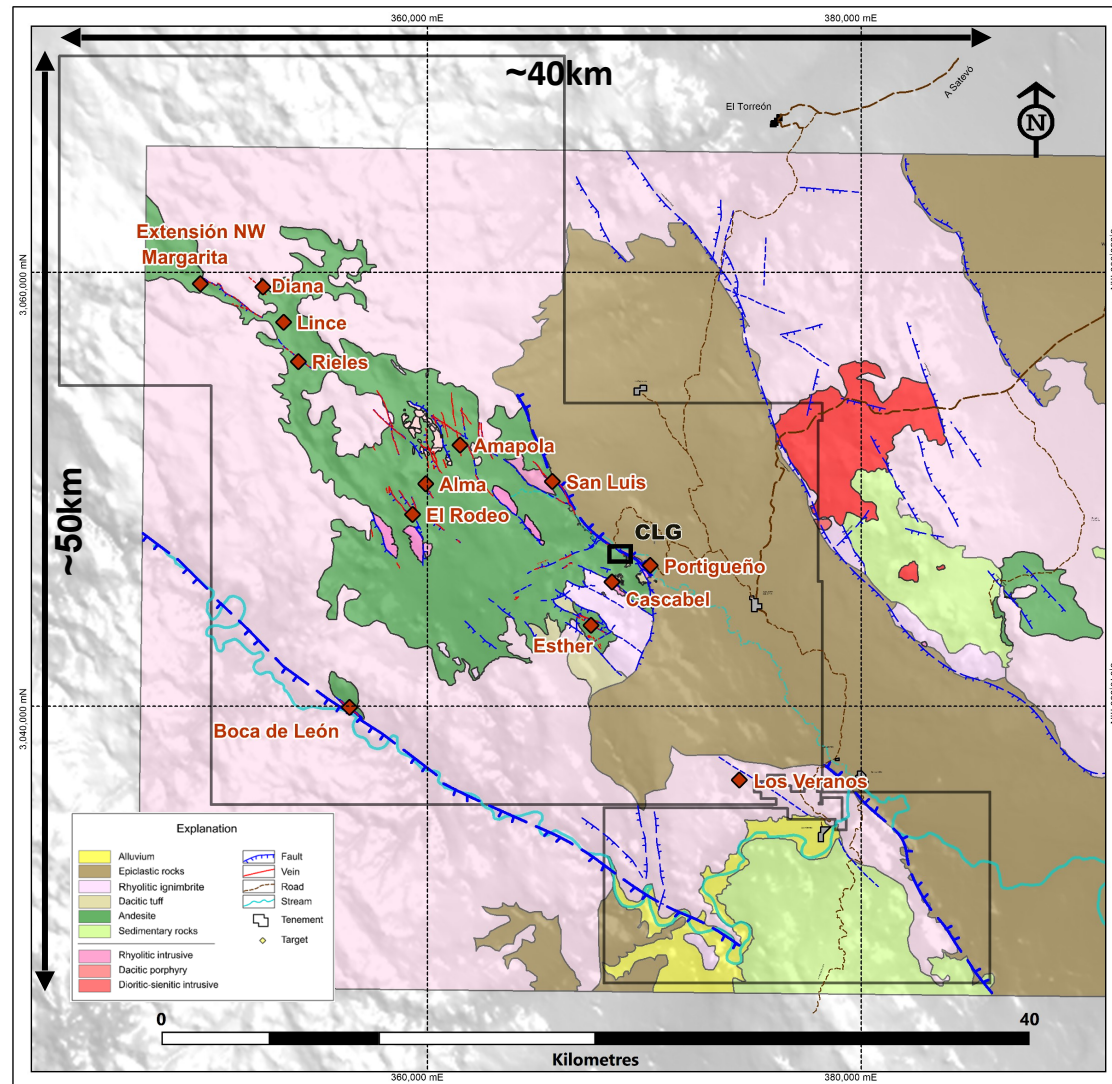 360,000 mE
380,000 mE
~40km
A Satevó
El Torreón
N
Extensión NW
Margarita
3,060,000 mN
Diana
Lince
Rieles
Amapola
San Luis
Alma
El Rodeo
~50km
CLG
Portigueño
Cascabel
Esther
3,040,000 mN
Boca de León
Los Veranos
Explanation
Alluvium
Epiclastic rocks
Rhyolitic ignimbrite
Dacitic tuff
Andesite
Sedimentary rocks
Rhyolitic intrusive
Dacitic porphyry
Dioritic-sienitic intrusive
Fault
Vein
Road
Stream
Tenement
Target
0
40
Kilometres
360,000 mE
380,000 mE